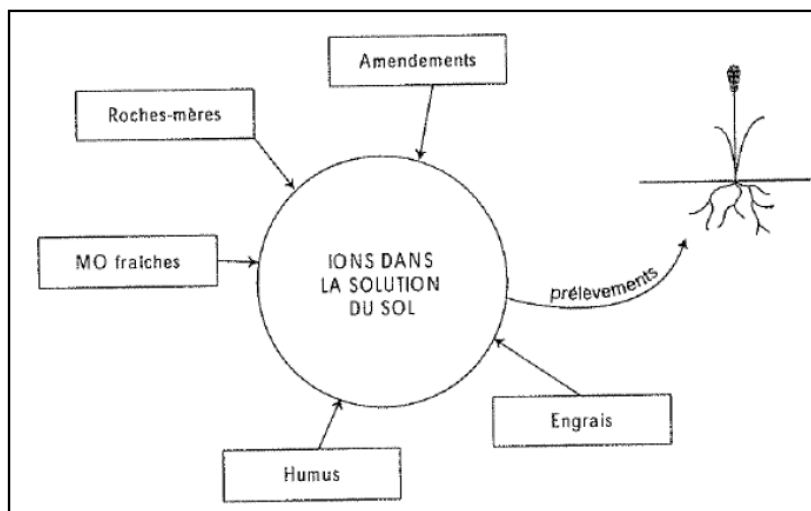 Amendements
Roches-mères
MO fraîches
IONS DANS
LA SOLUTION
DU SOL
prélèvements
Engrais
Humus